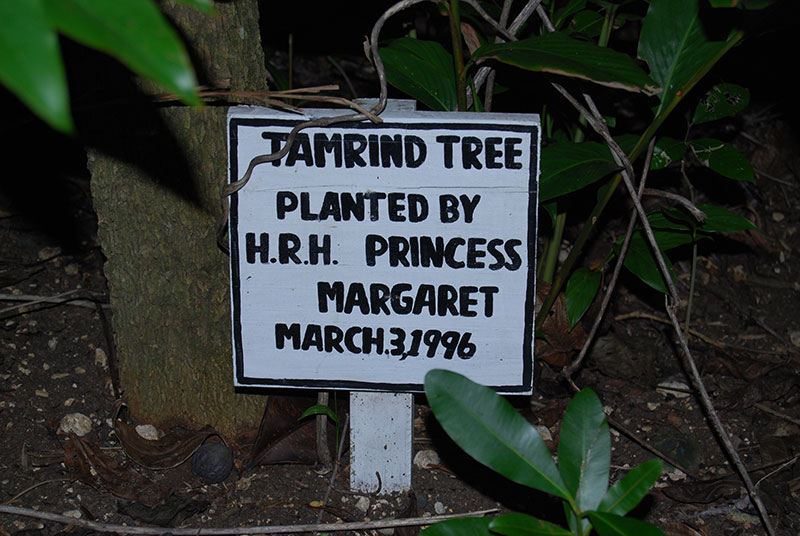 TAMRIND TREE
PLANTED BY
H.R.H. PRINCESS
MARGARET
MARCH.3,1996